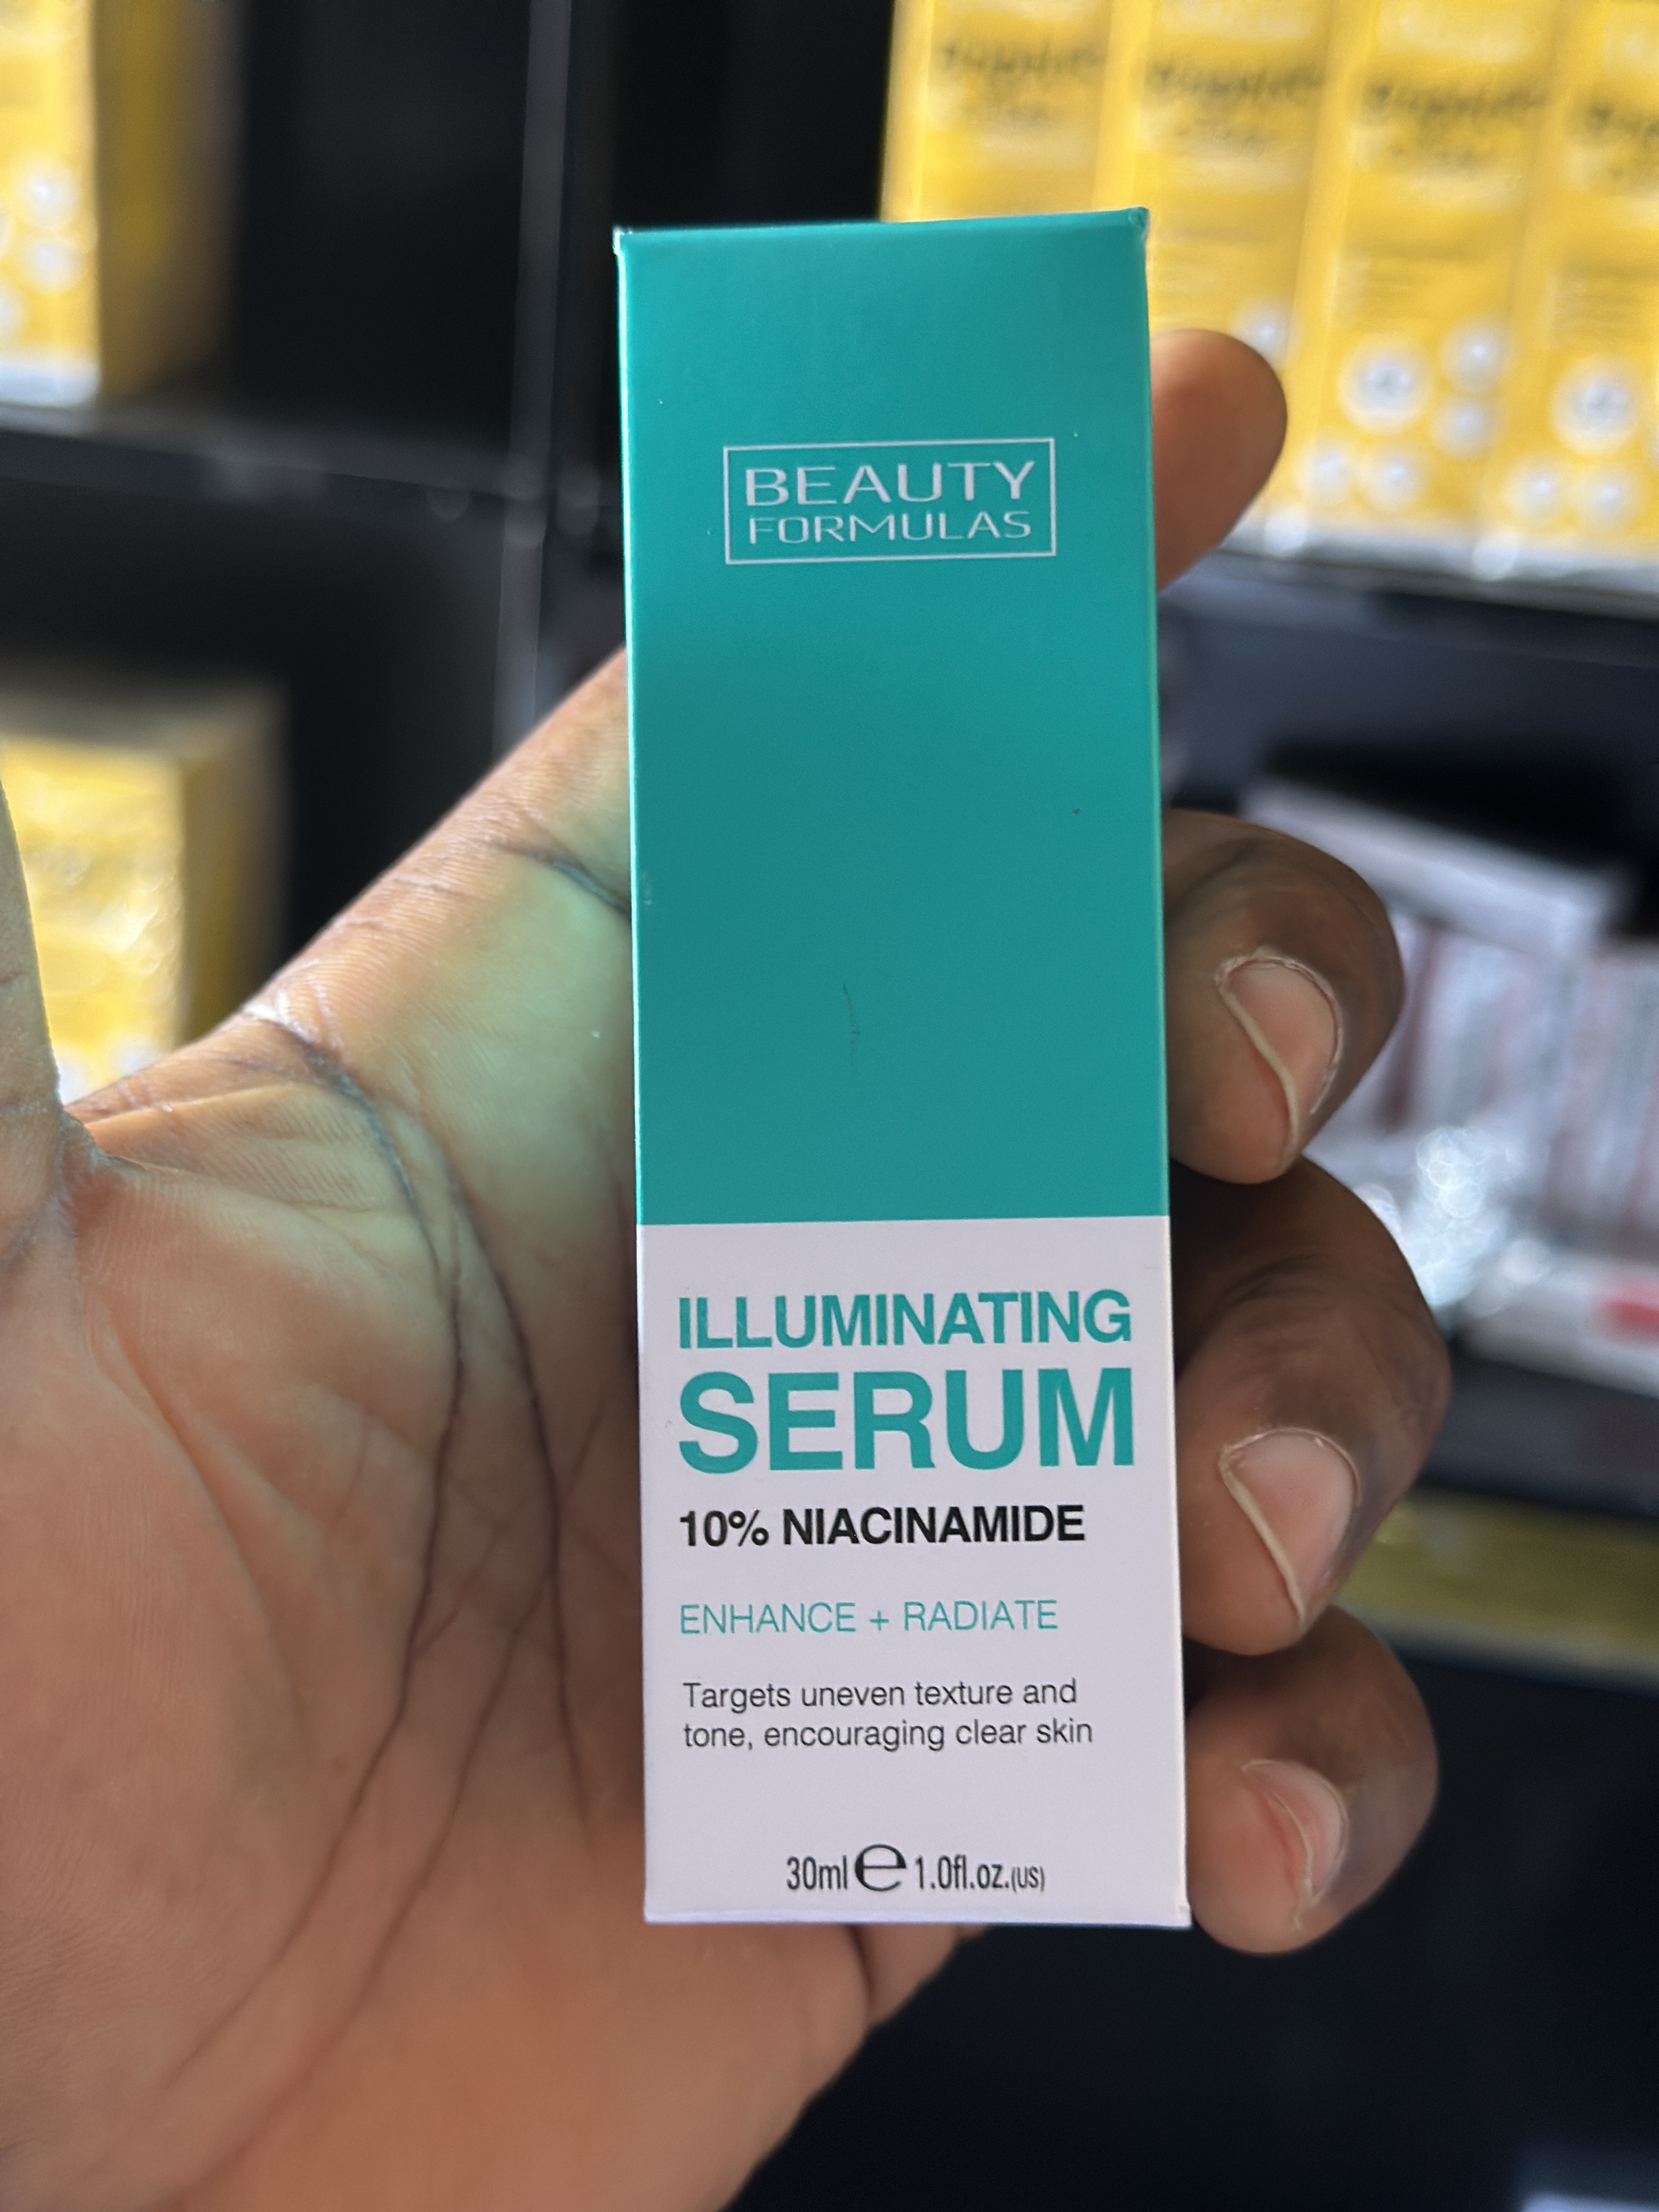 BEAUTY
FORMULAS
ILLUMINATING
SERUM
10% NIACINAMIDE
ENHANCE + RADIATE
Targets uneven texture and
tone, encouraging clear skin
30ml e 1.0fl.oz.(US)